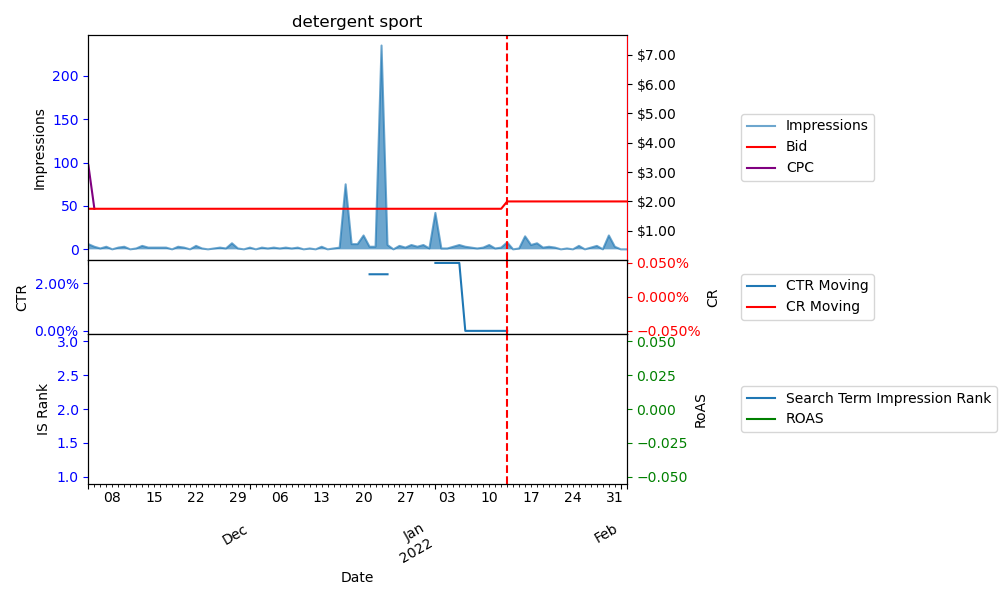 detergent sport
Impressions
200
150
100
50
0
$7.00
$6.00
$5.00
$4.00
$3.00
$2.00
$1.00
Impressions
Bid
CPC
CTR
2.00%
0.00%
0.050%
0.000%
−0.050%
CR
CTR Moving
CR Moving
IS Rank
3.0
2.5
2.0
1.5
1.0
0.050
0.025
0.000
−0.025
−0.050
RoAS
Search Term Impression Rank
ROAS
08 15 22 29 06 13 20 27 03 10 17 24 31
Dec Jan Feb
2022
Date